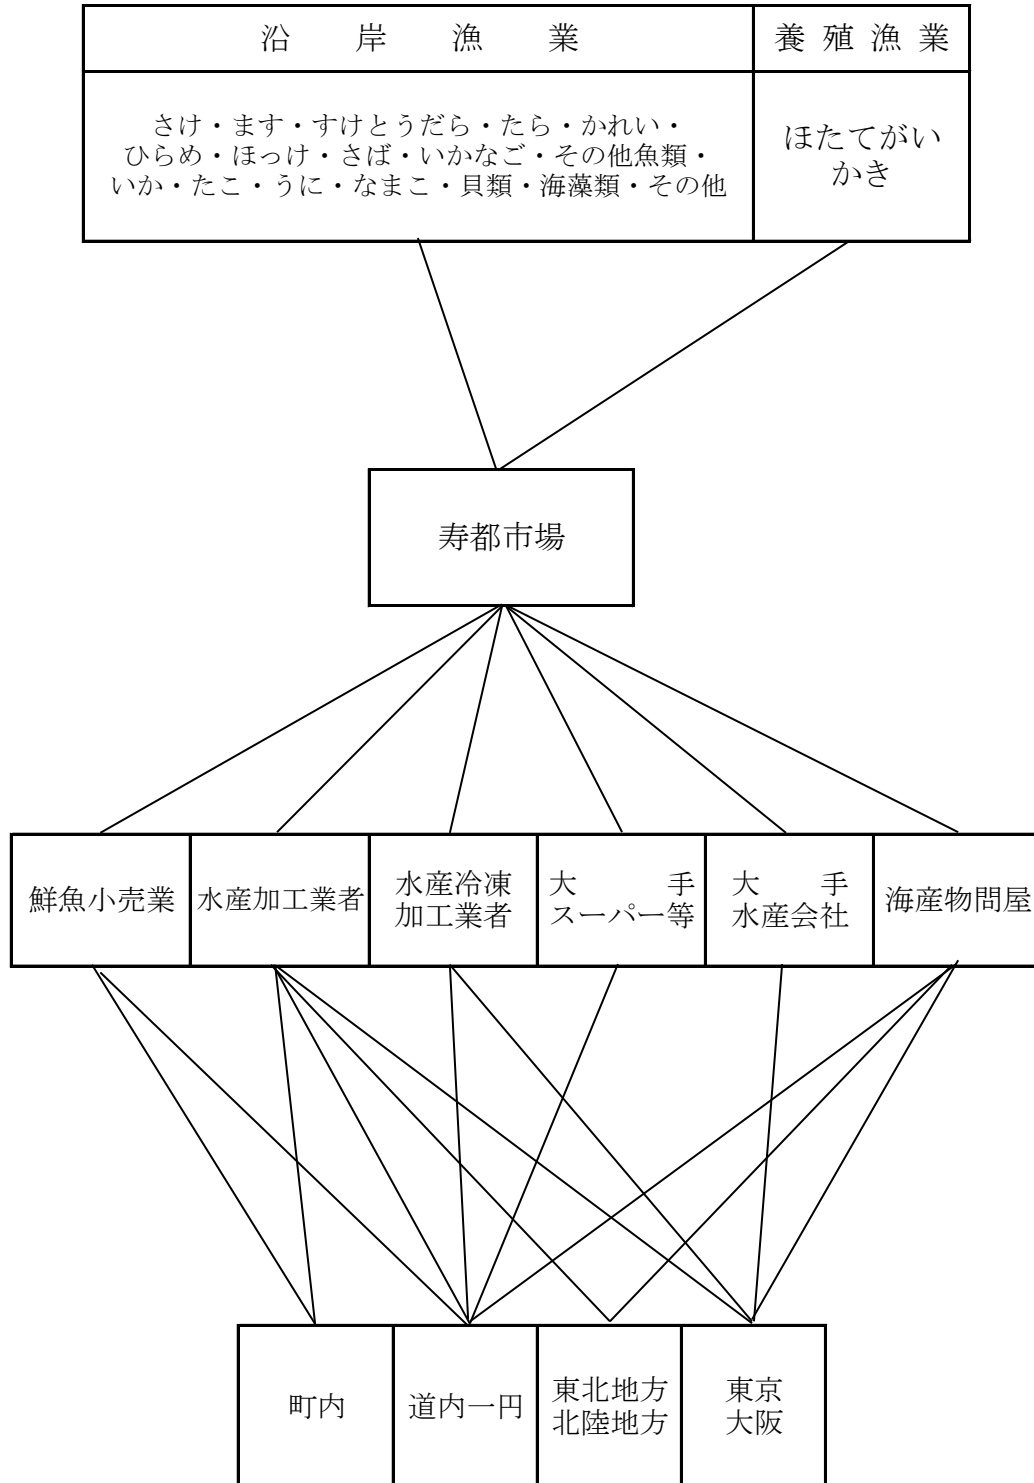 沿岸漁業
養殖漁業
さけ・ます・すけとうだら・たら・かれい・
ひらめ・ほっけ・さば・いかなご・その他魚類・
いか・たこ・うに・なまこ・貝類・海藻類・その他
ほたてがい
かき
寿都市場
鮮魚小売業
水産加工業者
水産冷凍
加工業者
大手
スーパー等
大手
水産会社
海産物問屋
町内
道内一円
東北地方
北陸地方
東京
大阪